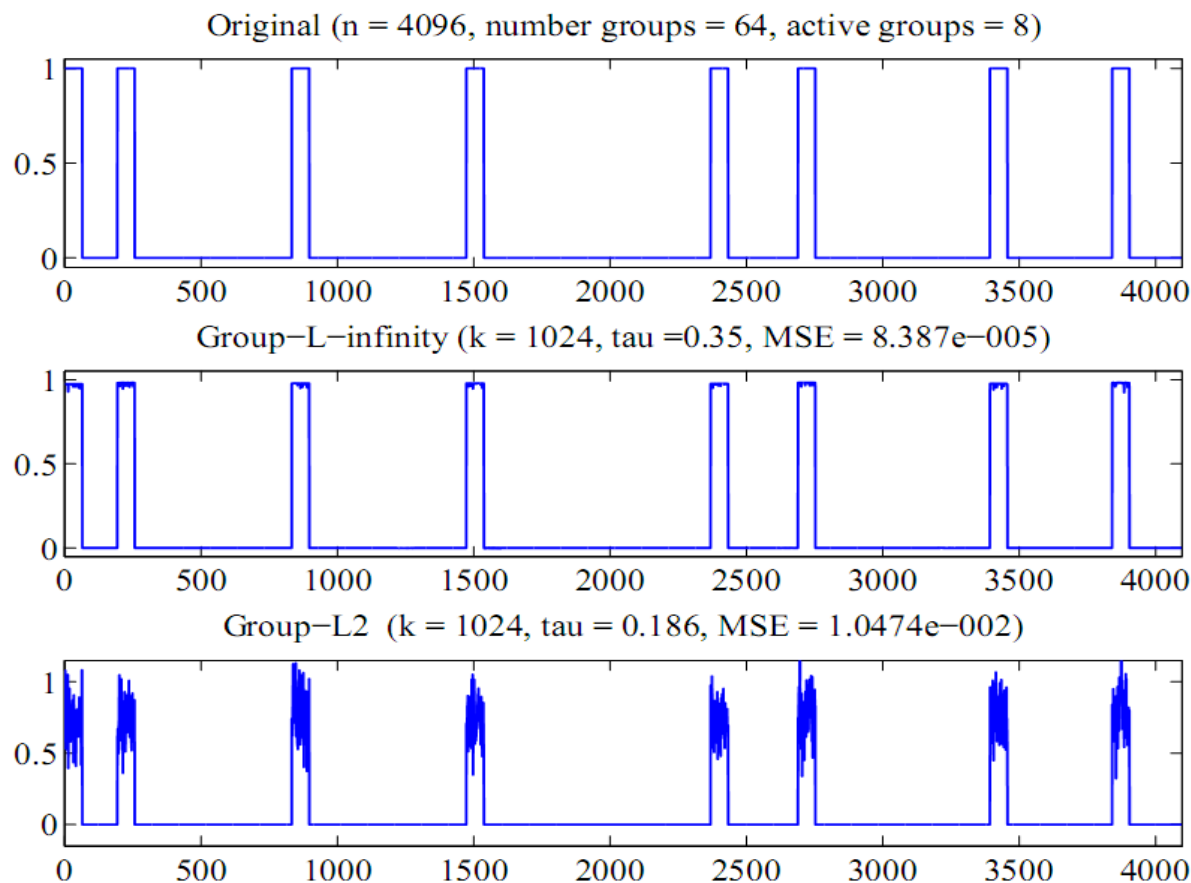 Original (n = 4096, number groups = 64, active groups = 8)
1
0.5
0
0 500 1000 1500 2000 2500 3000 3500 4000
Group−L−infinity (k = 1024, tau =0.35, MSE = 8.387e−005)
1
0.5
0
0 500 1000 1500 2000 2500 3000 3500 4000
Group−L2 (k = 1024, tau = 0.186, MSE = 1.0474e−002)
1
0.5
0
0 500 1000 1500 2000 2500 3000 3500 4000